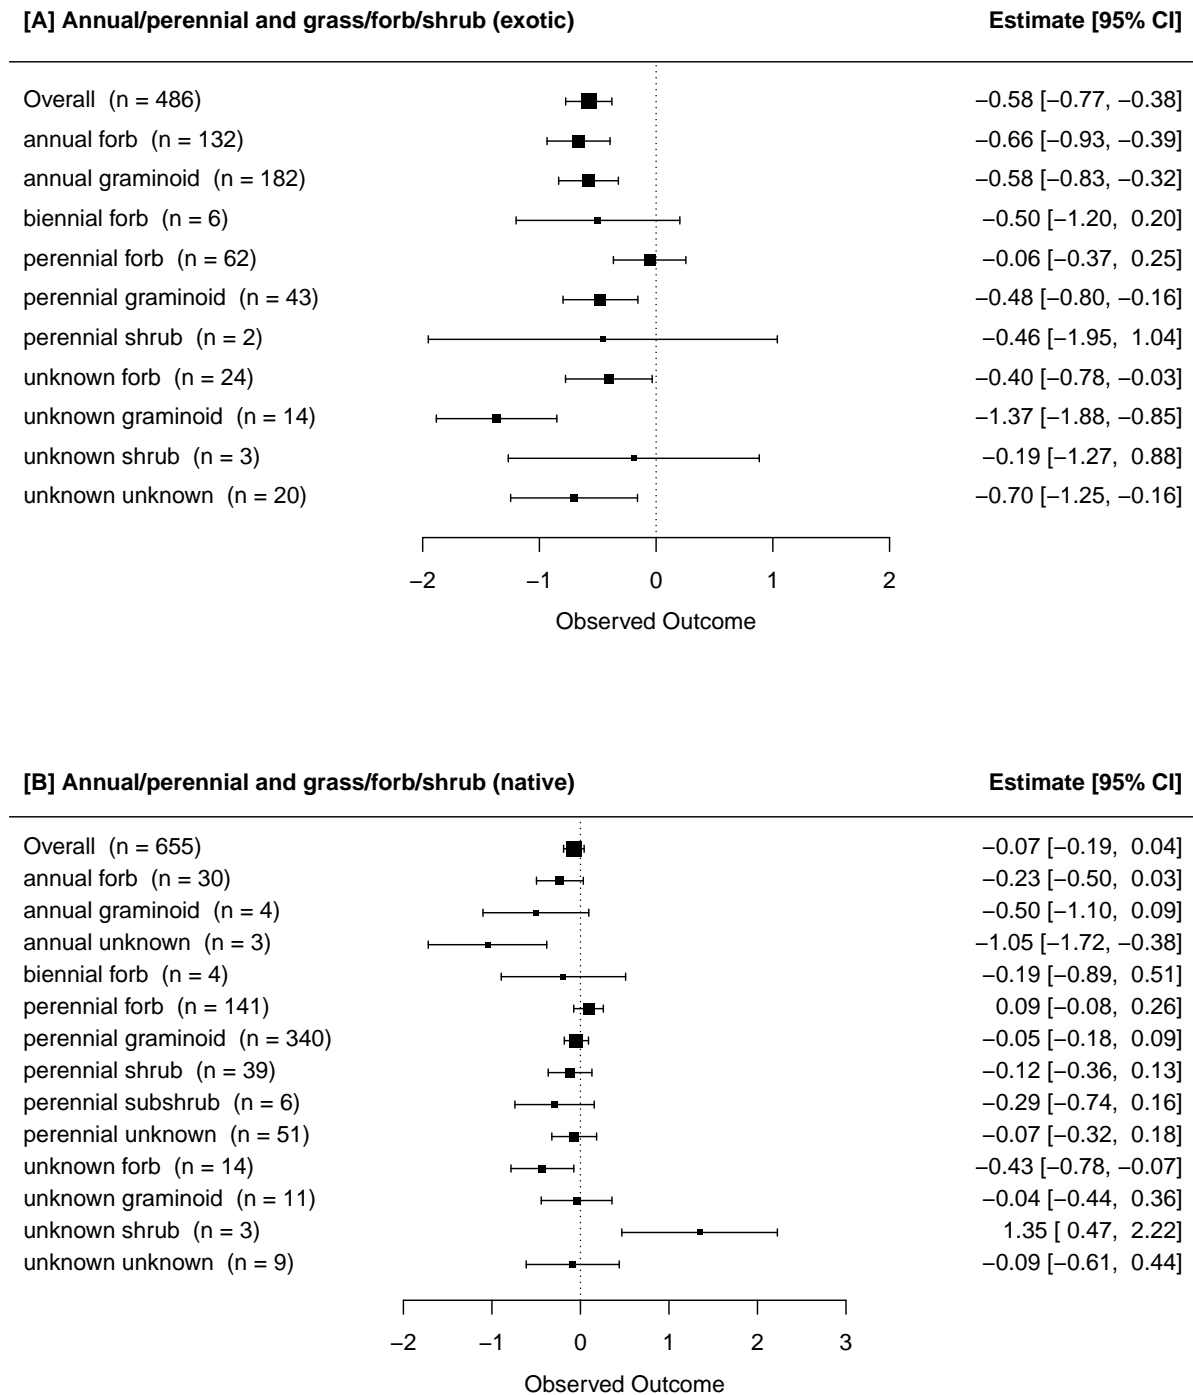 [A] Annual/perennial and grass/forb/shrub (exotic) Estimate [95% CI]
Overall (n = 486) −0.58 [−0.77, −0.38]
annual forb (n = 132) −0.66 [−0.93, −0.39]
annual graminoid (n = 182) −0.58 [−0.83, −0.32]
biennial forb (n = 6) −0.50 [−1.20, 0.20]
perennial forb (n = 62) −0.06 [−0.37, 0.25]
perennial graminoid (n = 43) −0.48 [−0.80, −0.16]
perennial shrub (n = 2) −0.46 [−1.95, 1.04]
unknown forb (n = 24) −0.40 [−0.78, −0.03]
unknown graminoid (n = 14) −1.37 [−1.88, −0.85]
unknown shrub (n = 3) −0.19 [−1.27, 0.88]
unknown unknown (n = 20) −0.70 [−1.25, −0.16]
−2 −1 0 1 2
Observed Outcome
[B] Annual/perennial and grass/forb/shrub (native) Estimate [95% CI]
Overall (n = 655) −0.07 [−0.19, 0.04]
annual forb (n = 30) −0.23 [−0.50, 0.03]
annual graminoid (n = 4) −0.50 [−1.10, 0.09]
annual unknown (n = 3) −1.05 [−1.72, −0.38]
biennial forb (n = 4) −0.19 [−0.89, 0.51]
perennial forb (n = 141) 0.09 [−0.08, 0.26]
perennial graminoid (n = 340) −0.05 [−0.18, 0.09]
perennial shrub (n = 39) −0.12 [−0.36, 0.13]
perennial subshrub (n = 6) −0.29 [−0.74, 0.16]
perennial unknown (n = 51) −0.07 [−0.32, 0.18]
unknown forb (n = 14) −0.43 [−0.78, −0.07]
unknown graminoid (n = 11) −0.04 [−0.44, 0.36]
unknown shrub (n = 3) 1.35 [ 0.47, 2.22]
unknown unknown (n = 9) −0.09 [−0.61, 0.44]
−2 −1 0 1 2 3
Observed Outcome